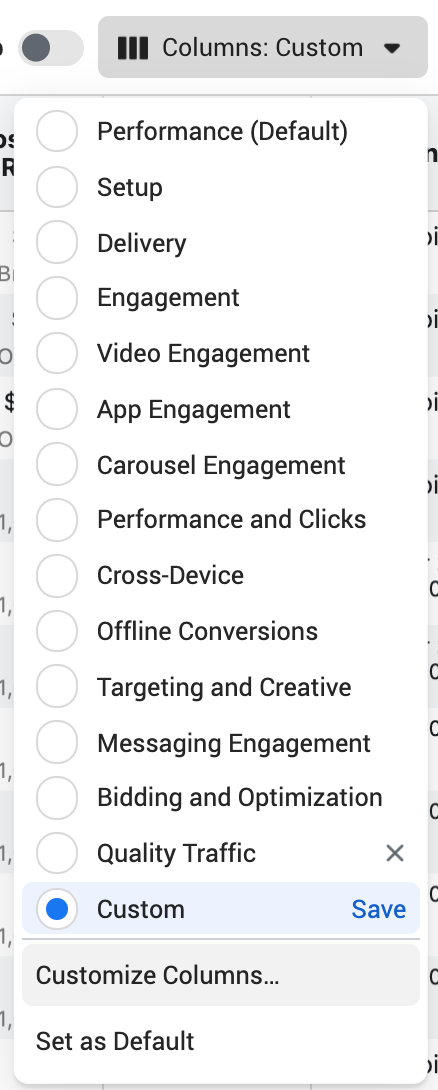 Columns: Custom
Performance (Default)
Setup
Delivery
Engagement
Video Engagement
App Engagement
Carousel Engagement
Performance and Clicks
Cross-Device
Offline Conversions
Targeting and Creative
Messaging Engagement
Bidding and Optimization
Quality Traffic
Custom Save
Customize Columns...
Set as Default